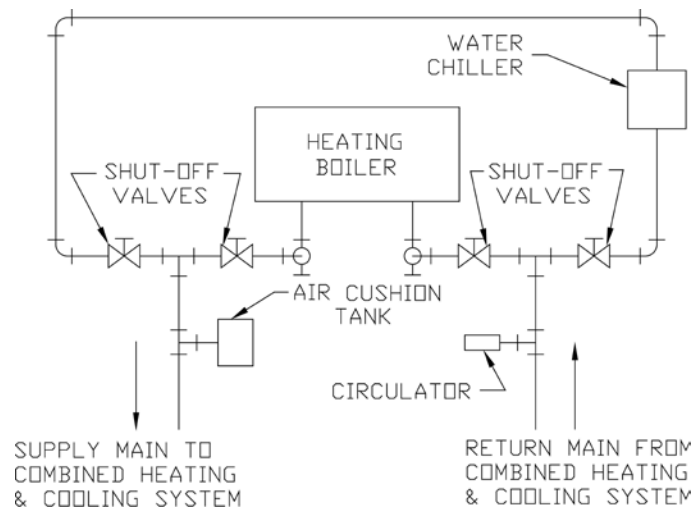 WATER
CHILLER
HEATING
BOILER
SHUT-OFF
VALVES
SHUT-OFF
VALVES
AIR CUSHION
TANK
CIRCULATOR
SUPPLY MAIN TO
COMBINED HEATING
& COOLING SYSTEM
RETURN MAIN FROM
COMBINED HEATING
& COOLING SYSTEM